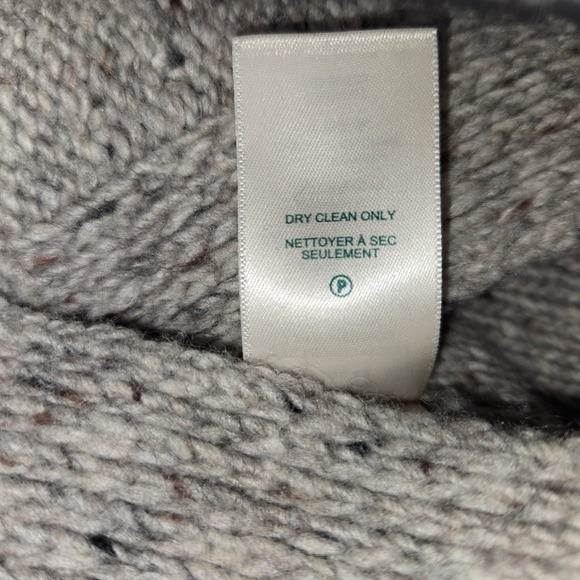 DRY CLEAN ONLY
NETTOYER À SEC
SEULEMENT
P